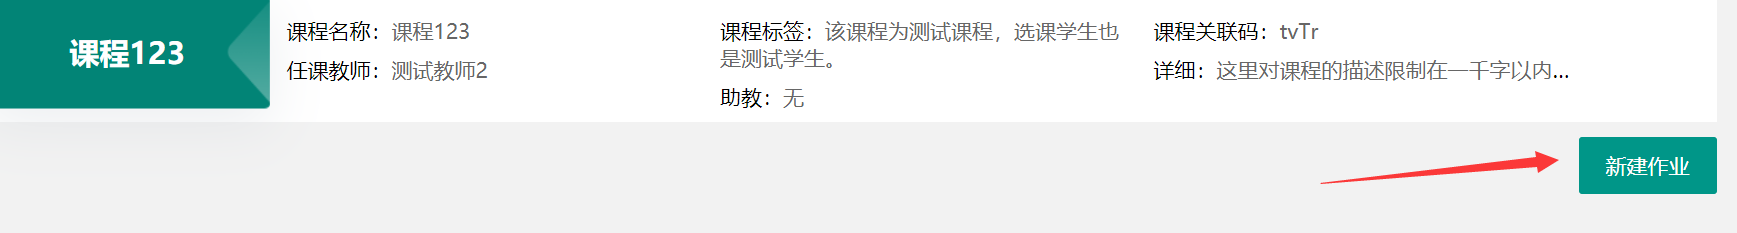 课程123
课程名称：课程123
任课教师：测试教师2
课程标签：该课程为测试课程，选课学生也
是测试学生。
助教：无
课程关联码：tvTr
详细：这里对课程的描述限制在一千字以内...
新建作业